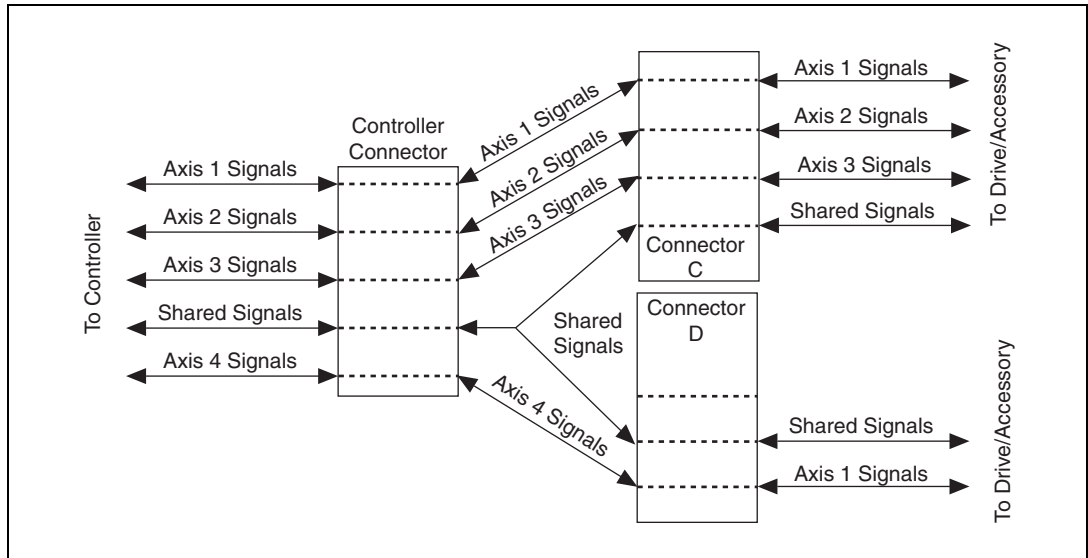 To Controller
Axis 1 Signals
Axis 2 Signals
Axis 3 Signals
Shared Signals
Axis 4 Signals
Controller
Connector
Axis 1 Signals
Axis 2 Signals
Axis 3 Signals
Shared
Signals
Axis 4 Signals
Connector
C
Axis 1 Signals
Axis 2 Signals
Axis 3 Signals
Shared Signals
To Drive/Accessory
Connector
D
Shared Signals
Axis 1 Signals
To Drive/Accessory